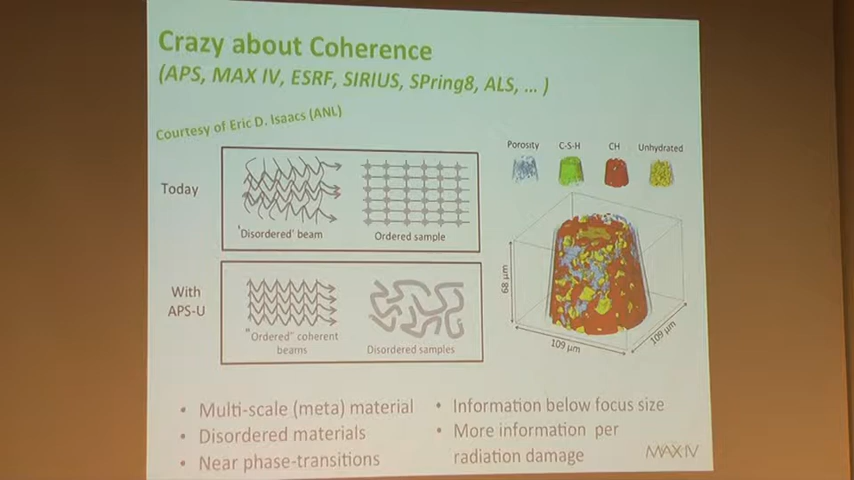 Crazy about Coherence
(APS, MAX IV, ESRF, SIRIUS, SPring8, ALS, ... )
Courtesy of Eric D. Isaacs (ANL)
Today
'Disordered' beam
Ordered sample
With
APS-U
"Ordered" coherent
beams
Disordered samples
Porosity
C-S-H
CH
Unhydrated
68 µm
109 µm
109 µm
• Multi-scale (meta) material
• Disordered materials
• Near phase-transitions
• Information below focus size
• More information per
radiation damage
MAX IV